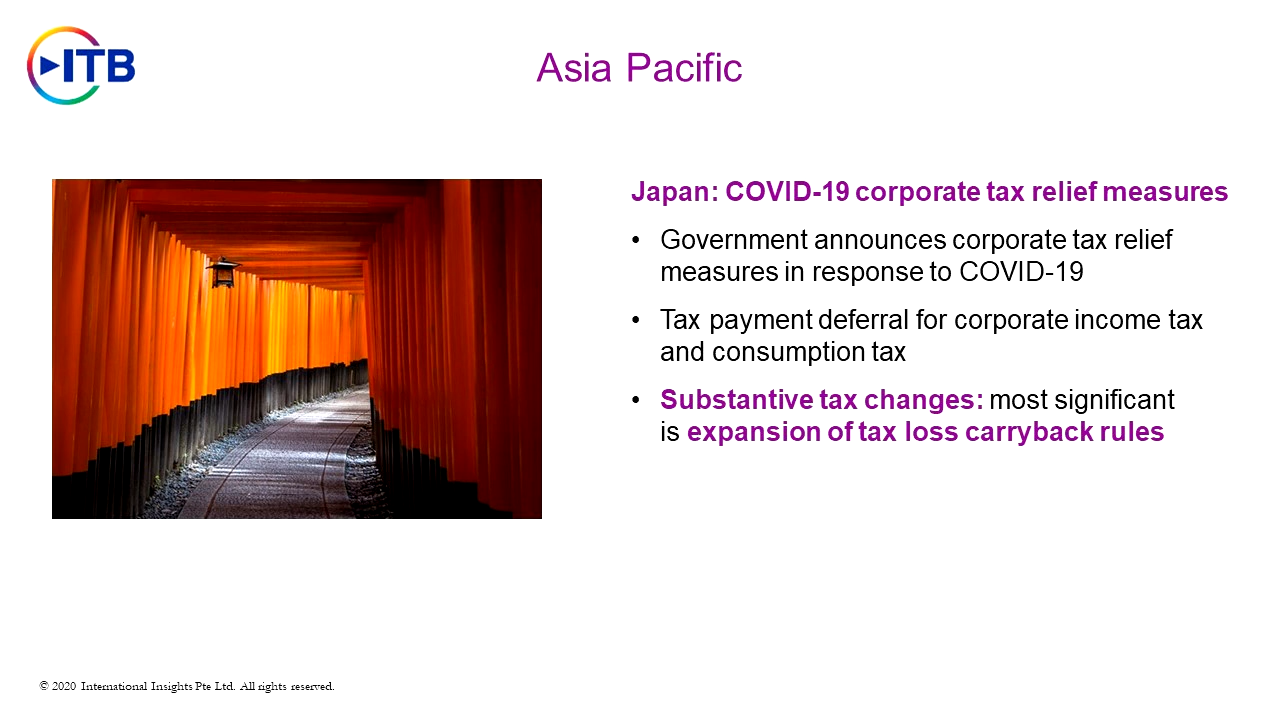 ITB
Asia Pacific
Japan: COVID-19 corporate tax relief measures
• Government announces corporate tax relief
measures in response to COVID-19
• Tax payment deferral for corporate income tax
and consumption tax
• Substantive tax changes: most significant
is expansion of tax loss carryback rules
© 2020 International Insights Pte Ltd. All rights reserved.